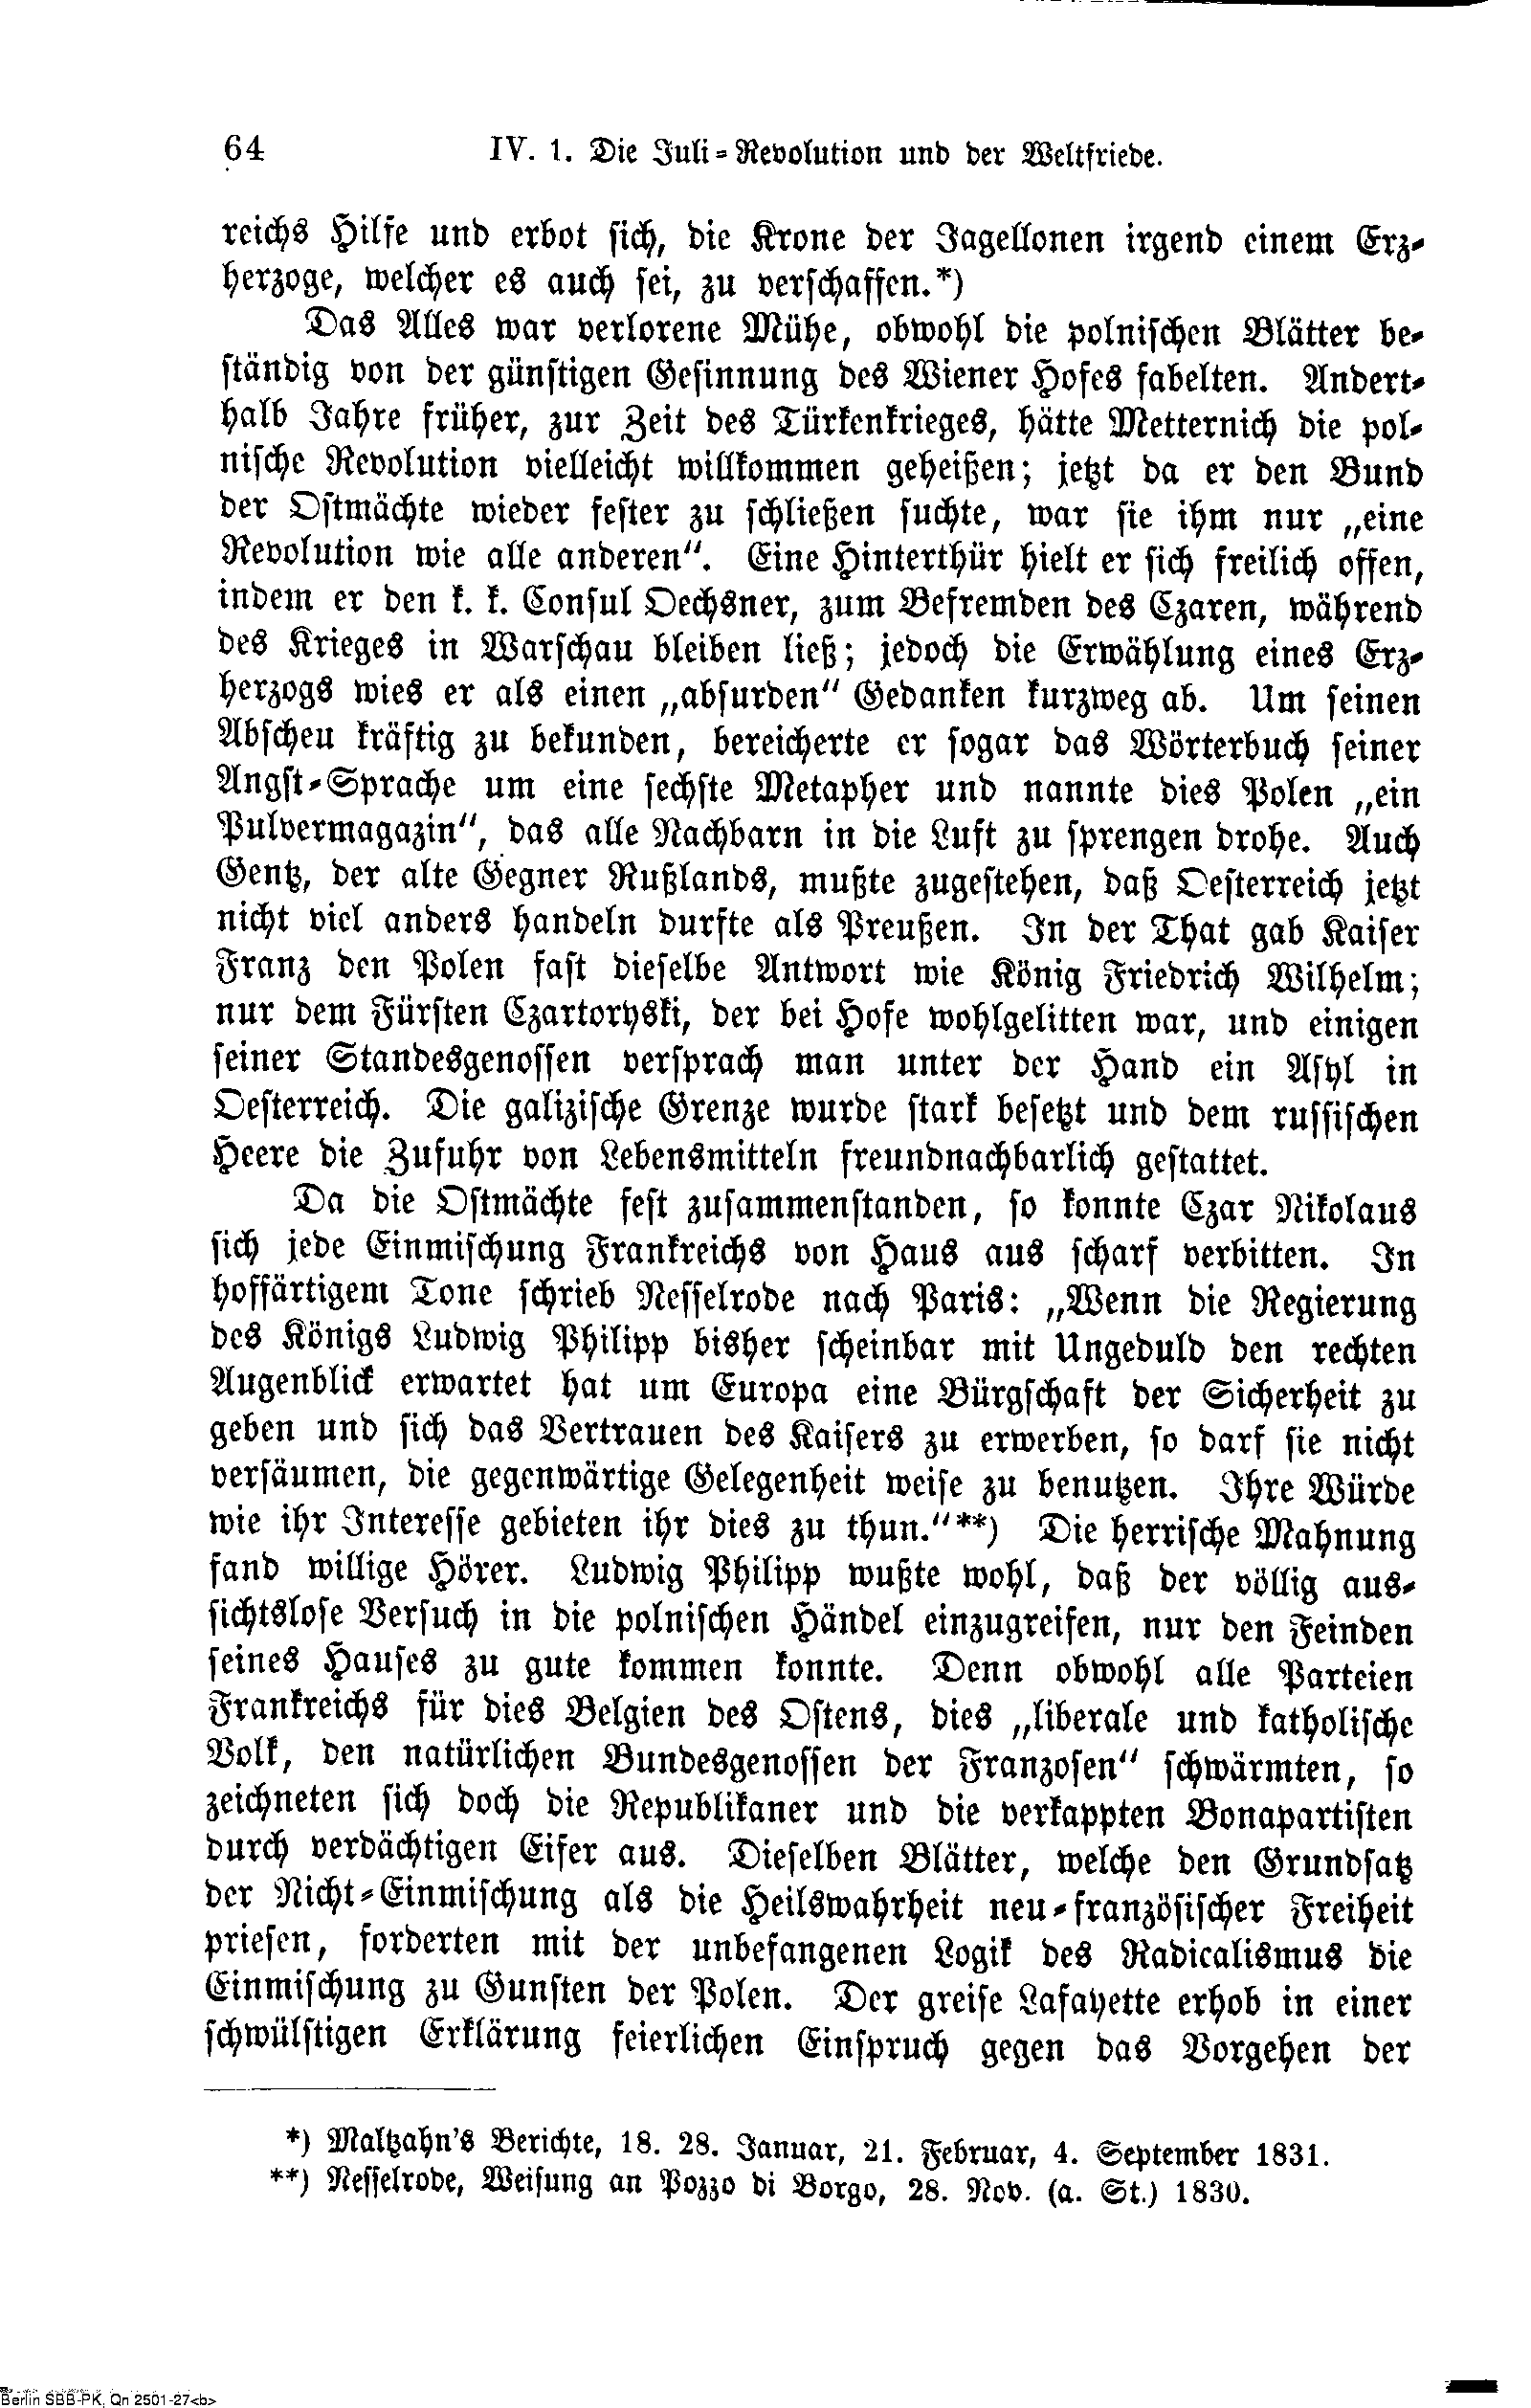 64 IV. 1. Die Juli-Revolution und der Weltfriede.
reichs Hilfe und erbot sich, die Krone der Jagellonen irgend einem Erz-
herzoge, welcher es auch sei, zu verschaffen.*)
Das Alles war verlorene Mühe, obwohl die polnischen Blätter be-
ständig von der günstigen Gesinnung des Wiener Hofes fabelten. Andert-
halb Jahre früher, zur Zeit des Türkenkrieges, hätte Metternich die pol-
nische Revolution vielleicht willkommen geheißen; jetzt da er den Bund
der Ostmächte wieder fester zu schließen suchte, war sie ihm nur „eine
Revolution wie alle anderen“. Eine Hinterthür hielt er sich freilich offen,
indem er den k. k. Consul Oechsner, zum Befremden des Czaren, während
des Krieges in Warschau bleiben ließ; jedoch die Erwählung eines Erz-
herzogs wies er als einen „absurden“ Gedanken kurzweg ab. Um seinen
Abscheu kräftig zu bekunden, bereicherte er sogar das Wörterbuch seiner
Angst-Sprache um eine sechste Metapher und nannte dies Polen „ein
Pulvermagazin“, das alle Nachbarn in die Luft zu sprengen drohe. Auch
Gentz, der alte Gegner Rußlands, mußte zugestehen, daß Oesterreich jetzt
nicht viel anders handeln durfte als Preußen. In der That gab Kaiser
Franz den Polen fast dieselbe Antwort wie König Friedrich Wilhelm;
nur dem Fürsten Czartoryski, der bei Hofe wohlgelitten war, und einigen
seiner Standesgenossen versprach man unter der Hand ein Asyl in
Oesterreich. Die galizische Grenze wurde stark besetzt und dem russischen
Heere die Zufuhr von Lebensmitteln freundnachbarlich gestattet.
Da die Ostmächte fest zusammenstanden, so konnte Czar Nikolaus
sich jede Einmischung Frankreichs von Haus aus scharf verbitten. In
hoffärtigem Tone schrieb Nesselrode nach Paris: „Wenn die Regierung
des Königs Ludwig Philipp bisher scheinbar mit Ungeduld den rechten
Augenblick erwartet hat um Europa eine Bürgschaft der Sicherheit zu
geben und sich das Vertrauen des Kaisers zu erwerben, so darf sie nicht
versäumen, die gegenwärtige Gelegenheit weise zu benutzen. Ihre Würde
wie ihr Interesse gebieten ihr dies zu thun.“**) Die herrische Mahnung
fand willige Hörer. Ludwig Philipp wußte wohl, daß der völlig aus-
sichtslose Versuch in die polnischen Händel einzugreifen, nur den Feinden
seines Hauses zu gute kommen konnte. Denn obwohl alle Parteien
Frankreichs für dies Belgien des Ostens, dies „liberale und katholische
Volk, den natürlichen Bundesgenossen der Franzosen“ schwärmten, so
zeichneten sich doch die Republikaner und die verkappten Bonapartisten
durch verdächtigen Eifer aus. Dieselben Blätter, welche den Grundsatz
der Nicht-Einmischung als die Heilswahrheit neu-französischer Freiheit
priesen, forderten mit der unbefangenen Logik des Radicalismus die
Einmischung zu Gunsten der Polen. Der greise Lafayette erhob in einer
schwülstigen Erklärung feierlichen Einspruch gegen das Vorgehen der
*) Maltzahn's Berichte, 18. 28. Januar, 21. Februar, 4. September 1831.
**) Nesselrode, Weisung an Pozzo di Borgo, 28. Nov. (a. St.) 1830.
Berlin SBB-PK, Qn 2501-27<b>